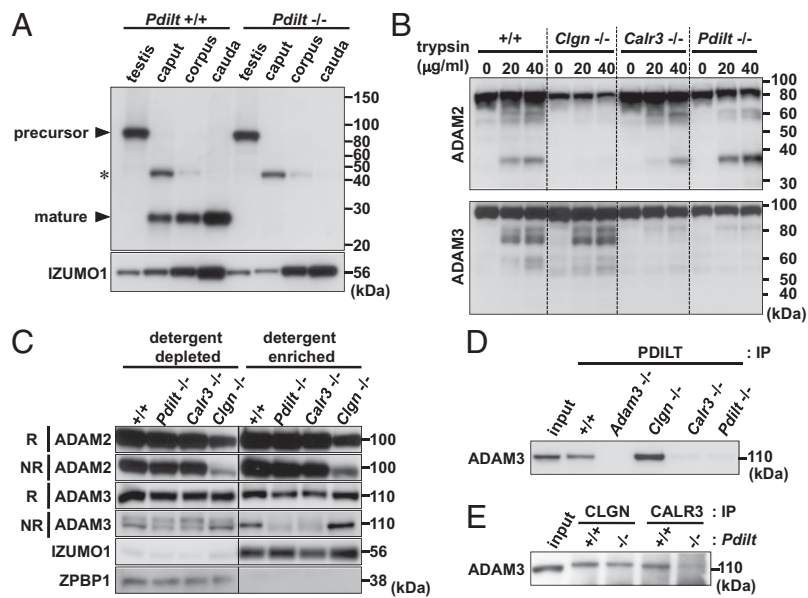 A
Pdilt +/+ Pdilt -/-
testis caput corpus cauda testis caput corpus cauda
150
precursor 100
80
60
50
* 40
mature 30
20
IZUMO1 56
(kDa)
B
+/+ Clgn -/- Calr3 -/- Pdilt -/-
trypsin
(μg/ml) 0 20 40 0 20 40 0 20 40 0 20 40
100
80
60
50
40
30
ADAM2
100
80
60
50
40
ADAM3
(kDa)
C
detergent depleted detergent enriched
+/+ Pdilt -/- Calr3 -/- Clgn -/- +/+ Pdilt -/- Calr3 -/- Clgn -/-
R ADAM2 100
NR ADAM2 100
R ADAM3 110
NR ADAM3 110
IZUMO1 56
ZPBP1 38 (kDa)
D
PDILT : IP
input +/+ Adam3 -/- Clgn -/- Calr3 -/- Pdilt -/-
ADAM3 110
(kDa)
E
CLGN CALR3 : IP
input +/+ -/- +/+ -/- : Pdilt
ADAM3 110
(kDa)